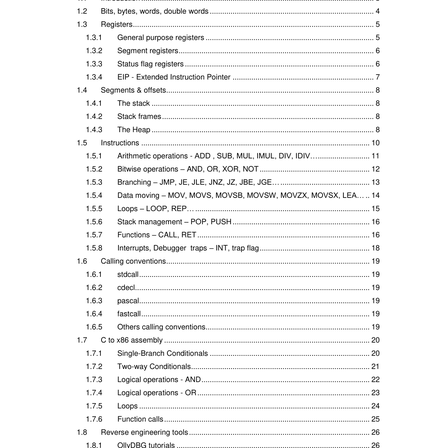 1.2 Bits, bytes, words, double words 4
1.3 Registers 5
1.3.1 General purpose registers 5
1.3.2 Segment registers 6
1.3.3 Status flag registers 6
1.3.4 EIP - Extended Instruction Pointer 7
1.4 Segments & offsets 8
1.4.1 The stack 8
1.4.2 Stack frames 8
1.4.3 The Heap 8
1.5 Instructions 10
1.5.1 Arithmetic operations - ADD , SUB, MUL, IMUL, DIV, IDIV… 11
1.5.2 Bitwise operations – AND, OR, XOR, NOT 12
1.5.3 Branching – JMP, JE, JLE, JNZ, JZ, JBE, JGE… 13
1.5.4 Data moving – MOV, MOVS, MOVSB, MOVSW, MOVZX, MOVSX, LEA… 14
1.5.5 Loops – LOOP, REP… 15
1.5.6 Stack management – POP, PUSH 16
1.5.7 Functions – CALL, RET 16
1.5.8 Interrupts, Debugger traps – INT, trap flag 18
1.6 Calling conventions 19
1.6.1 stdcall 19
1.6.2 cdecl 19
1.6.3 pascal 19
1.6.4 fastcall 19
1.6.5 Others calling conventions 19
1.7 C to x86 assembly 20
1.7.1 Single-Branch Conditionals 20
1.7.2 Two-way Conditionals 21
1.7.3 Logical operations - AND 22
1.7.4 Logical operations - OR 23
1.7.5 Loops 24
1.7.6 Function calls 25
1.8 Reverse engineering tools 26
1.8.1 OllyDBG tutorials 26